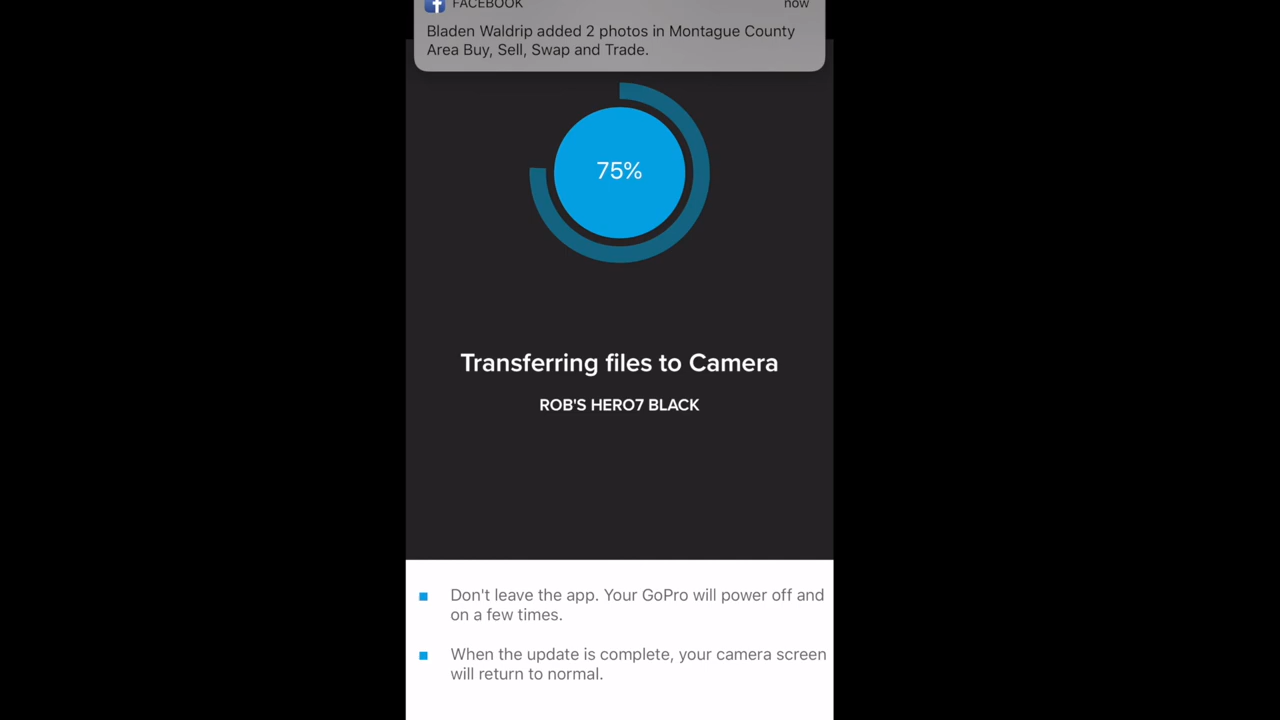 FACEBOOK now
Bladen Waldrip added 2 photos in Montague County
Area Buy, Sell, Swap and Trade.
75%
Transferring files to Camera
ROB'S HERO7 BLACK
Don't leave the app. Your GoPro will power off and
on a few times.
When the update is complete, your camera screen
will return to normal.